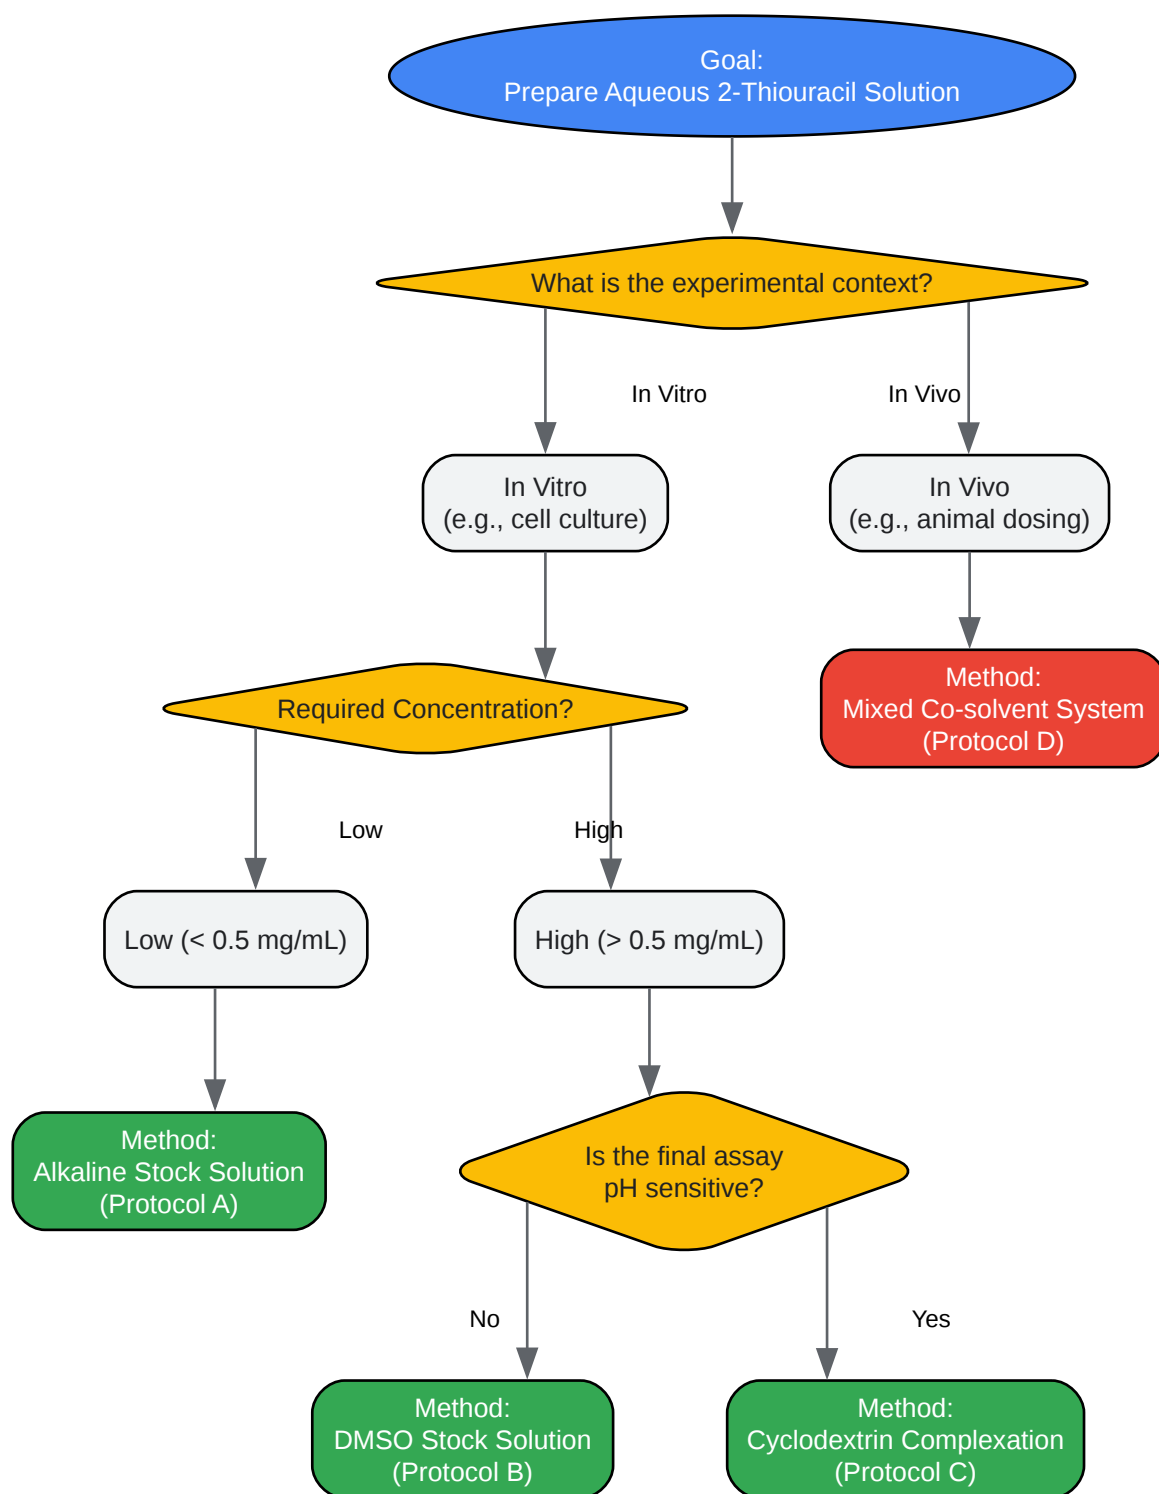 Goal:
Prepare Aqueous 2-Thiouracil Solution
What is the experimental context?
In Vitro
In Vivo
In Vitro
(e.g., cell culture)
In Vivo
(e.g., animal dosing)
Required Concentration?
Method:
Mixed Co-solvent System
(Protocol D)
Low
High
Low (< 0.5 mg/mL)
High (> 0.5 mg/mL)
Method:
Alkaline Stock Solution
(Protocol A)
Is the final assay
pH sensitive?
No
Yes
Method:
DMSO Stock Solution
(Protocol B)
Method:
Cyclodextrin Complexation
(Protocol C)